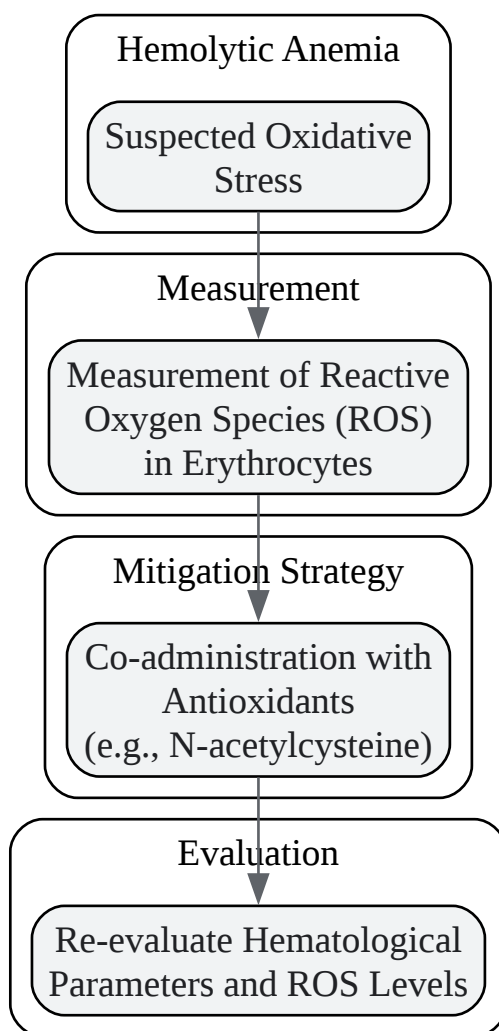 Hemolytic Anemia
Suspected Oxidative
Stress
Measurement
Measurement of Reactive
Oxygen Species (ROS)
in Erythrocytes
Mitigation Strategy
Co-administration with
Antioxidants
(e.g., N-acetylcysteine)
Evaluation
Re-evaluate Hematological
Parameters and ROS Levels